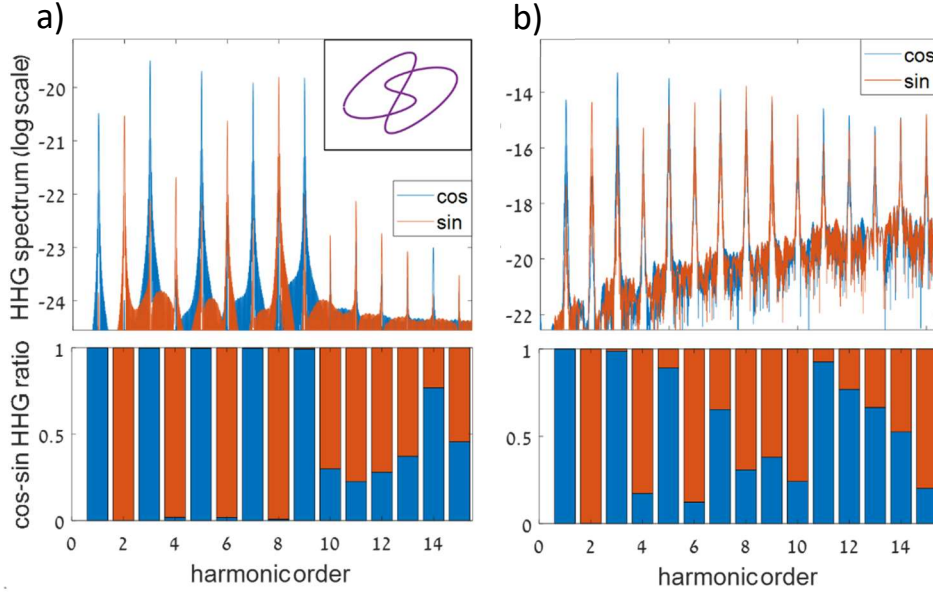 a)
b)
HHG spectrum (log scale)
-20
-21
-22
-23
-24
cos
sin
-14
-16
-18
-20
-22
cos
sin
cos-sin HHG ratio
1
0.5
0
0 2 4 6 8 10 12 14
harmonicorder
1
0.5
0
0 2 4 6 8 10 12 14
harmonicorder